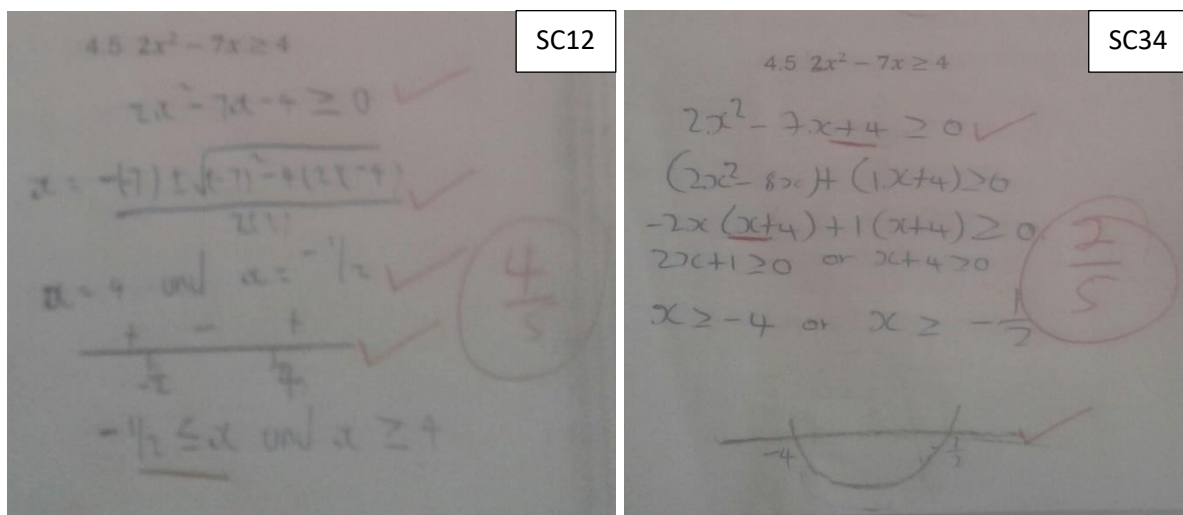 SC12
4.5 2x² – 7x ≥ 4
2x² - 7x - 4 ≥ 0
x = -(-7) ± √(-7)² - 4(2)(-4)
2(2)
x = 4 and x = -1/2
+ - +
-1/2 4
-1/2 ≤ x and x ≥ 4
4/5
SC34
4.5 2x² – 7x ≥ 4
2x² - 7x + 4 ≥ 0
(2x² - 8x) + (1x + 4) ≥ 0
-2x (x + 4) + 1 (x + 4) ≥ 0
2x + 1 ≥ 0 or x + 4 ≥ 0
x ≥ -4 or x ≥ -1/2
-4 -1/2
2/5